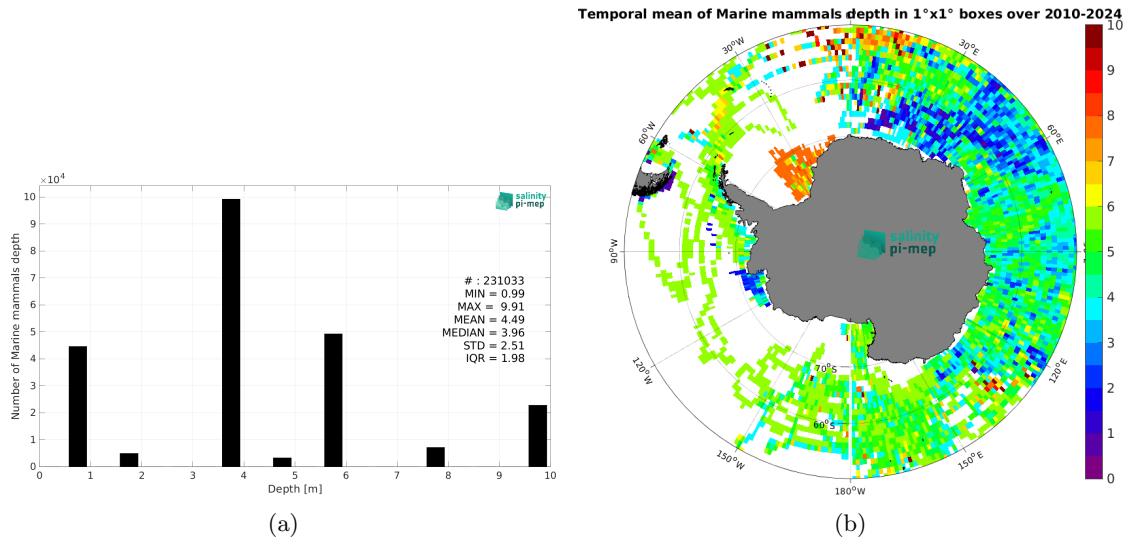 Temporal mean of Marine mammals depth in 1°x1° boxes over 2010-2024
×10⁴
10
9
8
7
6
5
4
3
2
1
0
Number of Marine mammals depth
salinity
pi-mep
# : 231033
MIN = 0.99
MAX = 9.91
MEAN = 4.49
MEDIAN = 3.96
STD = 2.51
IQR = 1.98
0 1 2 3 4 5 6 7 8 9 10
Depth [m]
(a)
30°W
30°E
60°W
60°E
90°W
salinity
pi-mep
120°W
120°E
70°S
60°S
150°W
150°E
180°W
10
9
8
7
6
5
4
3
2
1
0
(b)